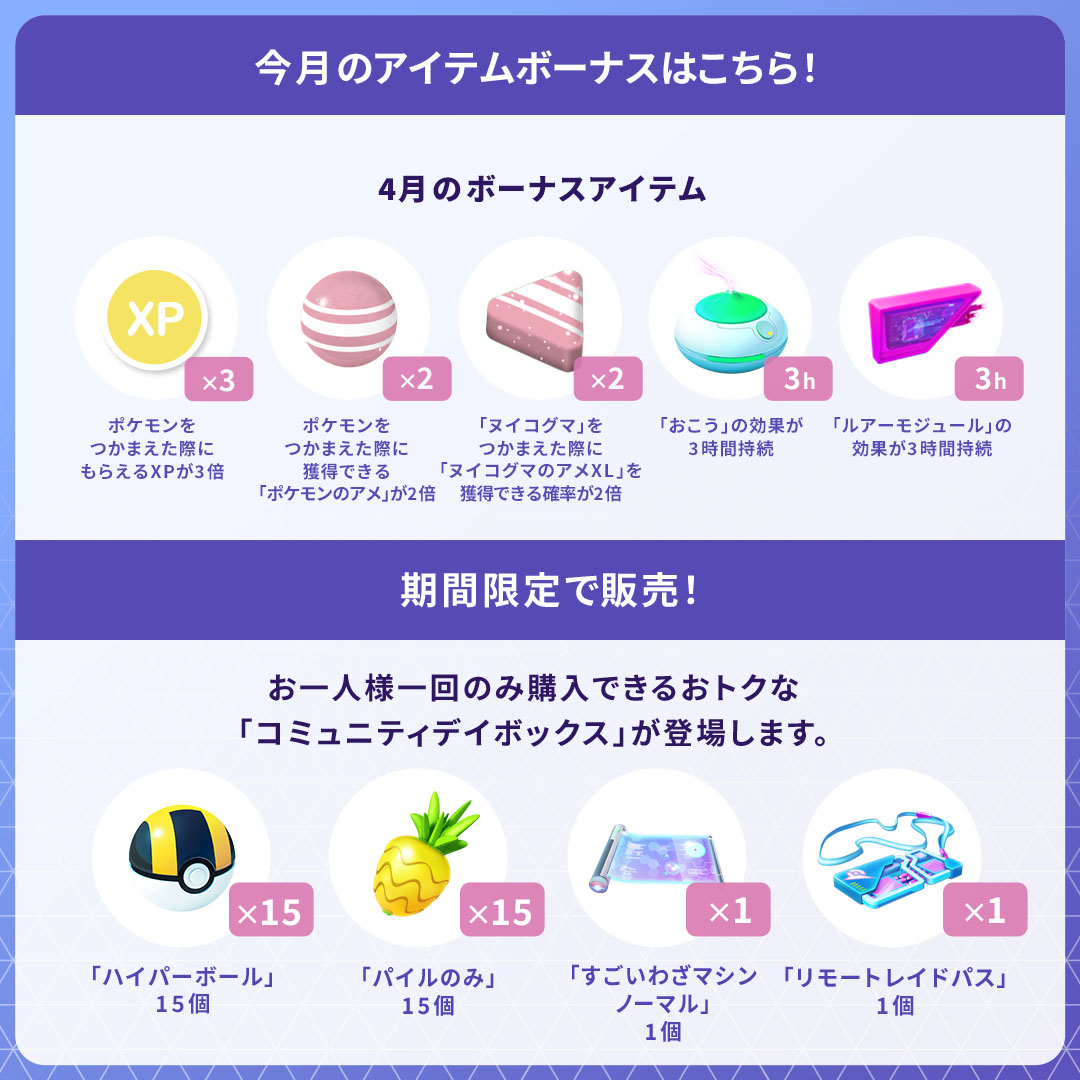 今月のアイテムボーナスはこちら！
4月のボーナスアイテム
XP
×3
×2
×2
3h
3h
ポケモンを
つかまえた際に
もらえるXPが3倍
ポケモンを
つかまえた際に
獲得できる
「ポケモンのアメ」が2倍
「ヌイコグマ」を
つかまえた際に
「ヌイコグマのアメXL」を
獲得できる確率が2倍
「おこう」の効果が
3時間持続
「ルアーモジュール」の
効果が3時間持続
期間限定で販売！
お一人様一回のみ購入できるおトクな
「コミュニティデイボックス」が登場します。
×15
×15
×1
×1
「ハイパーボール」
15個
「パイルのみ」
15個
「すごいわざマシン
ノーマル」
1個
「リモートレイドパス」
1個